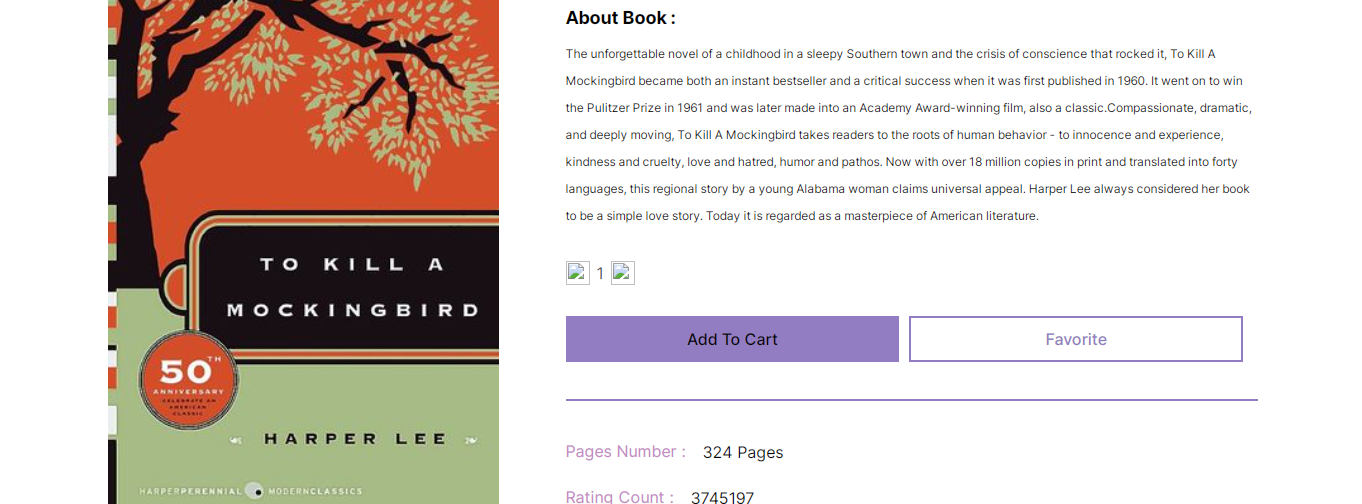 TO KILL A
MOCKINGBIRD
50TH
ANNIVERSARY
CELEBRATE AN
AMERICAN
CLASSIC
HARPER LEE
HARPERPERENNIAL MODERNCLASSICS
About Book :
The unforgettable novel of a childhood in a sleepy Southern town and the crisis of conscience that rocked it, To Kill A
Mockingbird became both an instant bestseller and a critical success when it was first published in 1960. It went on to win
the Pulitzer Prize in 1961 and was later made into an Academy Award-winning film, also a classic.Compassionate, dramatic,
and deeply moving, To Kill A Mockingbird takes readers to the roots of human behavior - to innocence and experience,
kindness and cruelty, love and hatred, humor and pathos. Now with over 18 million copies in print and translated into forty
languages, this regional story by a young Alabama woman claims universal appeal. Harper Lee always considered her book
to be a simple love story. Today it is regarded as a masterpiece of American literature.
1
Add To Cart
Favorite
Pages Number : 324 Pages
Rating Count : 3745197